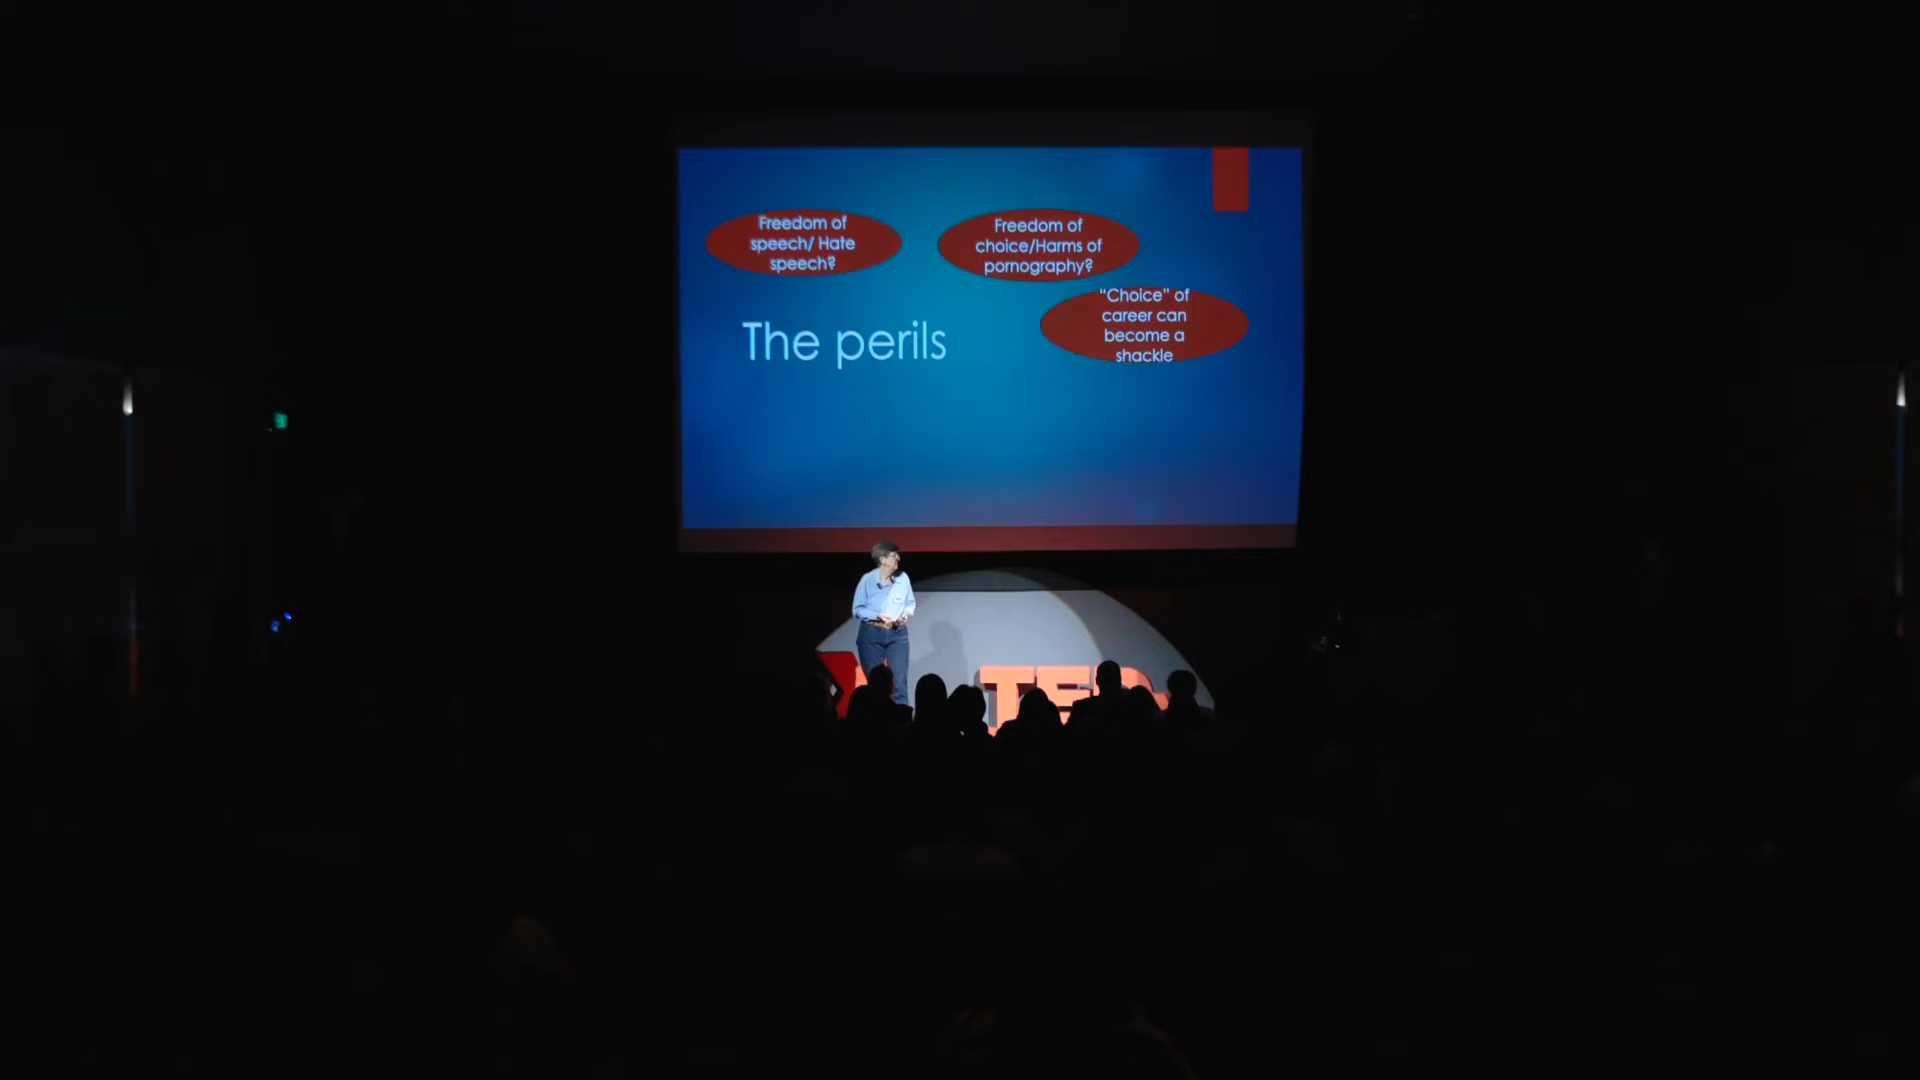 Freedom of
speech/ Hate
speech?
Freedom of
choice/Harms of
pornography?
"Choice" of
career can
become a
shackle
The perils
TED